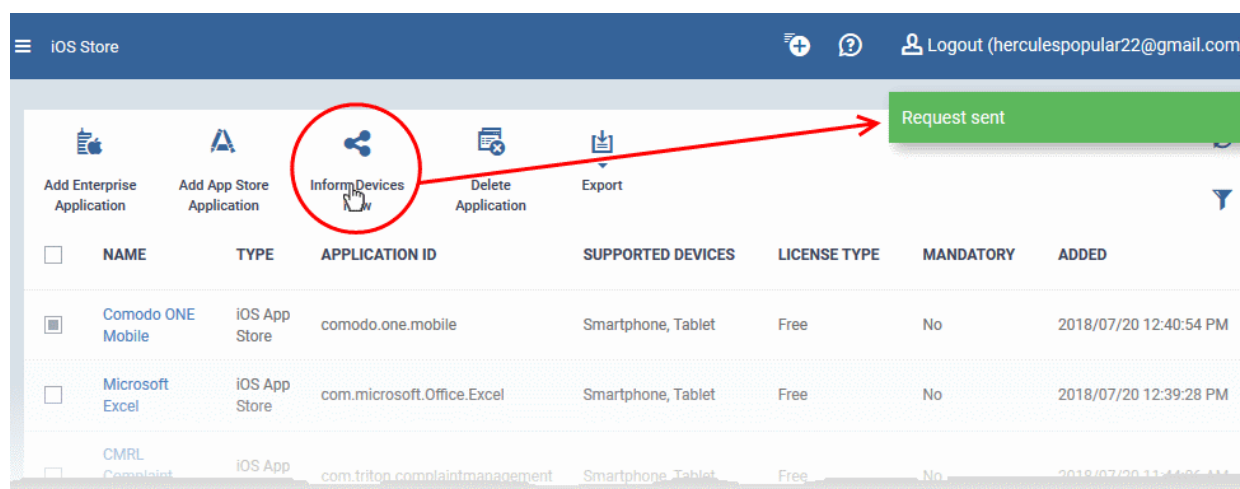 iOS Store
Logout (herculespopular22@gmail.com
Request sent
Add Enterprise Application
Add App Store Application
Inform Devices
Delete Application
Export
NAME TYPE APPLICATION ID SUPPORTED DEVICES LICENSE TYPE MANDATORY ADDED
Comodo ONE Mobile
iOS App Store
comodo.one.mobile
Smartphone, Tablet
Free
No
2018/07/20 12:40:54 PM
Microsoft Excel
iOS App Store
com.microsoft.Office.Excel
Smartphone, Tablet
Free
No
2018/07/20 12:39:28 PM
CMRL Complaint
iOS App
com.triton.complaintmanagement
Smartphone, Tablet
Free
No